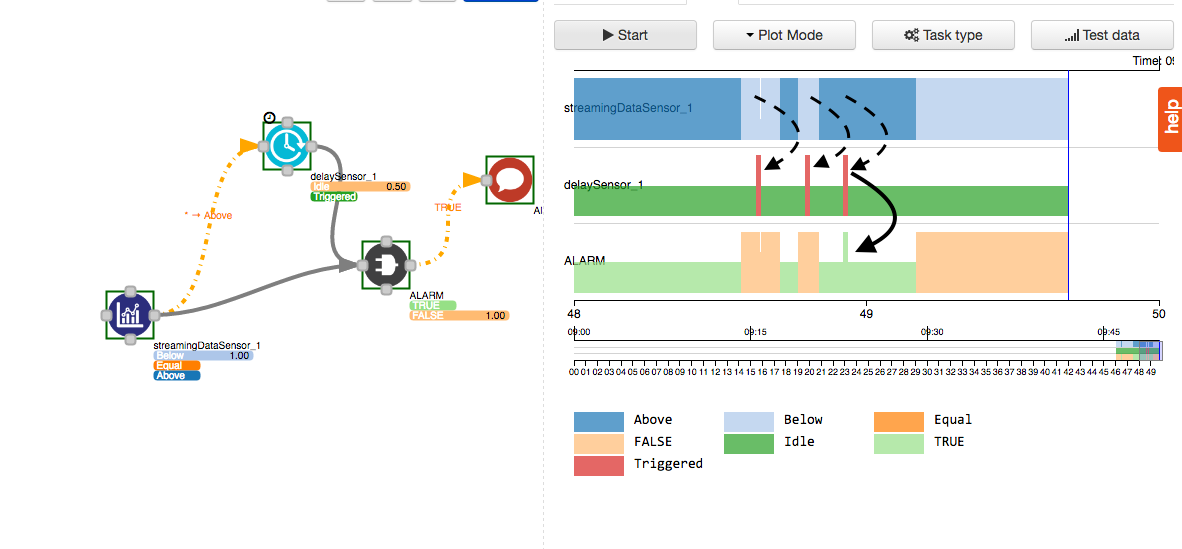 Start
Plot Mode
Task type
Test data
Time: 09
help
streamingDataSensor_1
delaySensor_1
ALARM
48
49
50
09:00
09:15
09:30
09:45
00 01 02 03 04 05 06 07 08 09 10 11 12 13 14 15 16 17 18 19 20 21 22 23 24 25 26 27 28 29 30 31 32 33 34 35 36 37 38 39 40 41 42 43 44 45 46 47 48 49
Above
Below
Equal
FALSE
Idle
TRUE
Triggered
delaySensor_1
Idle 0.50
Triggered
* → Above
TRUE
Al
ALARM
TRUE
FALSE 1.00
streamingDataSensor_1
Below 1.00
Equal
Above